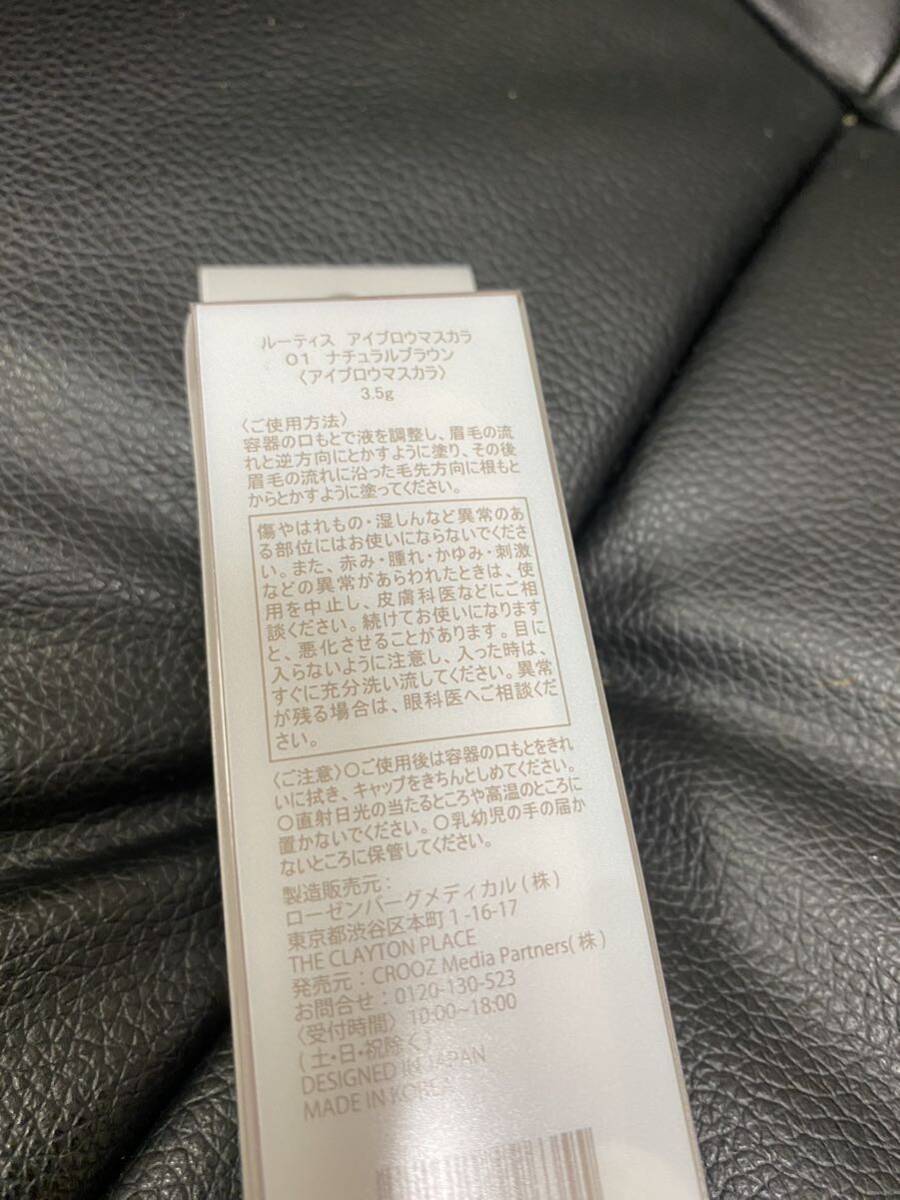 ルーティス アイブロウマスカラ
01 ナチュラルブラウン
〈アイブロウマスカラ〉
3.5g
〈ご使用方法〉
容器の口もとで液を調整し、眉毛の流
れと逆方向にとかすように塗り、その後
眉毛の流れに沿った毛先方向に根もと
からとかすように塗ってください。
傷やはれもの・湿しんなど異常のあ
る部位にはお使いにならないでくださ
い。また、赤み・腫れ・かゆみ・刺激
などの異常があらわれたときは、使
用を中止し、皮膚科医などにご相
談ください。続けてお使いになります
と、悪化させることがあります。目に
入らないように注意し、入った時は、
すぐに充分洗い流してください。異常
が残る場合は、眼科医へご相談くだ
さい。
〈ご注意〉○ご使用後は容器の口もとをきれ
いに拭き、キャップをきちんとしめてください。
○直射日光の当たるところや高温のところに
置かないでください。○乳幼児の手の届か
ないところに保管してください。
製造販売元：
ローゼンバーグメディカル(株)
東京都渋谷区本町1-16-17
THE CLAYTON PLACE
発売元：CROOZ Media Partners(株)
お問合せ：0120-130-523
〈受付時間〉10:00~18:00
(土・日・祝除く)
DESIGNED IN JAPAN
MADE IN KOREA